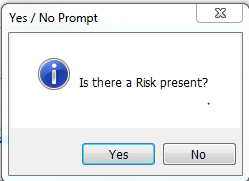 Yes / No Prompt
Is there a Risk present?
Yes
No